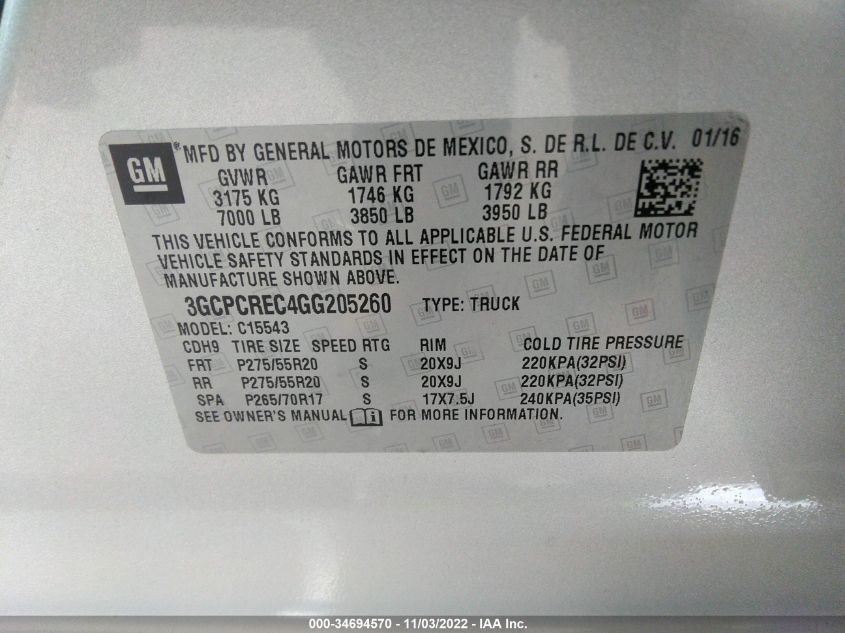 GM ® MFD BY GENERAL MOTORS DE MEXICO, S. DE R.L. DE C.V. 01/16
GVWR GAWR FRT GAWR RR
3175 KG 1746 KG 1792 KG
7000 LB 3850 LB 3950 LB
THIS VEHICLE CONFORMS TO ALL APPLICABLE U.S. FEDERAL MOTOR
VEHICLE SAFETY STANDARDS IN EFFECT ON THE DATE OF
MANUFACTURE SHOWN ABOVE.
3GCPCREC4GG205260 TYPE: TRUCK
MODEL: C15543
CDH9 TIRE SIZE SPEED RTG RIM COLD TIRE PRESSURE
FRT P275/55R20 S 20X9J 220KPA(32PSI)
RR P275/55R20 S 20X9J 220KPA(32PSI)
SPA P265/70R17 S 17X7.5J 240KPA(35PSI)
SEE OWNER'S MANUAL i FOR MORE INFORMATION.
000-34694570 - 11/03/2022 - IAA Inc.